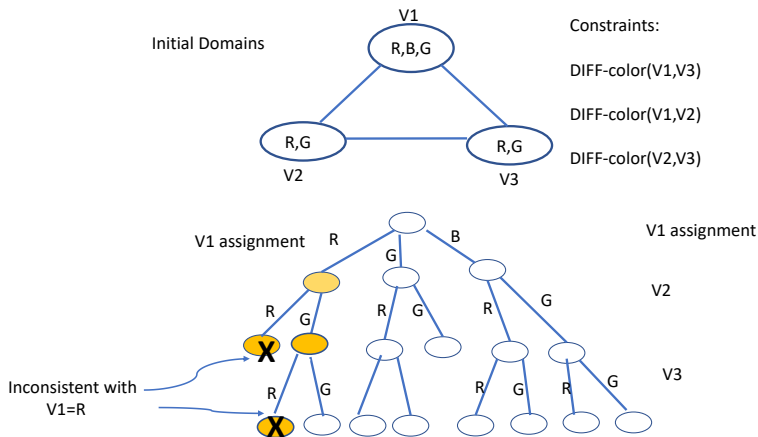 V1
Initial Domains
Constraints:
R,B,G
DIFF-color(V1,V3)
DIFF-color(V1,V2)
R,G
R,G
DIFF-color(V2,V3)
V2
V3
V1 assignment
R
G
B
V1 assignment
V2
R
G
R
G
R
G
X
V3
Inconsistent with
V1=R
R
G
R
G
R
G
X